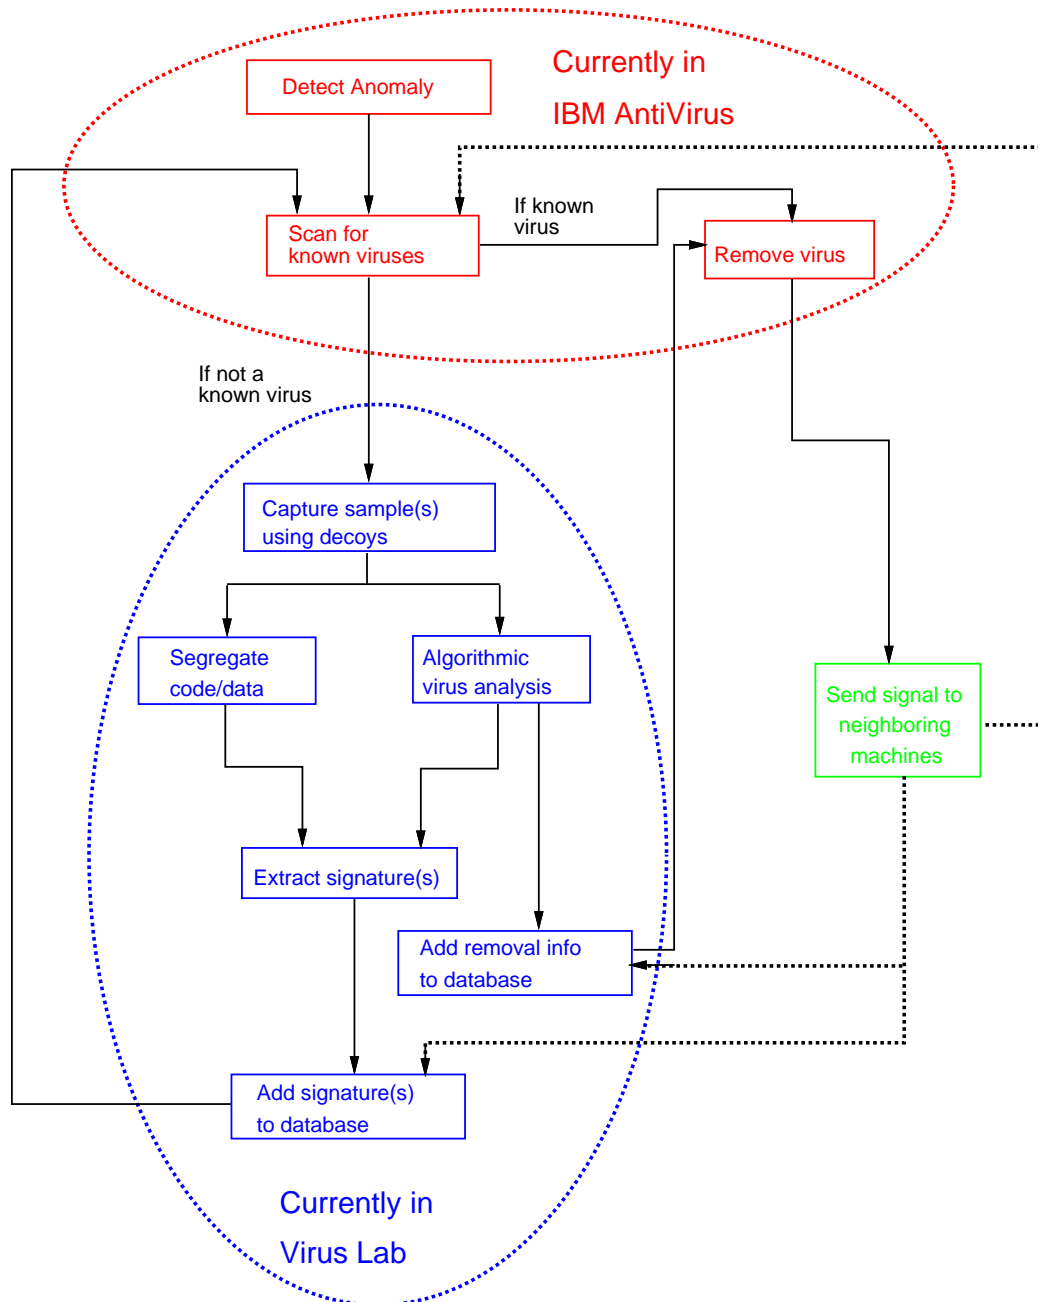 Currently in
IBM AntiVirus
Detect Anomaly
If known
virus
Scan for
known viruses
Remove virus
If not a
known virus
Capture sample(s)
using decoys
Segregate
code/data
Algorithmic
virus analysis
Send signal to
neighboring
machines
Extract signature(s)
Add removal info
to database
Add signature(s)
to database
Currently in
Virus Lab